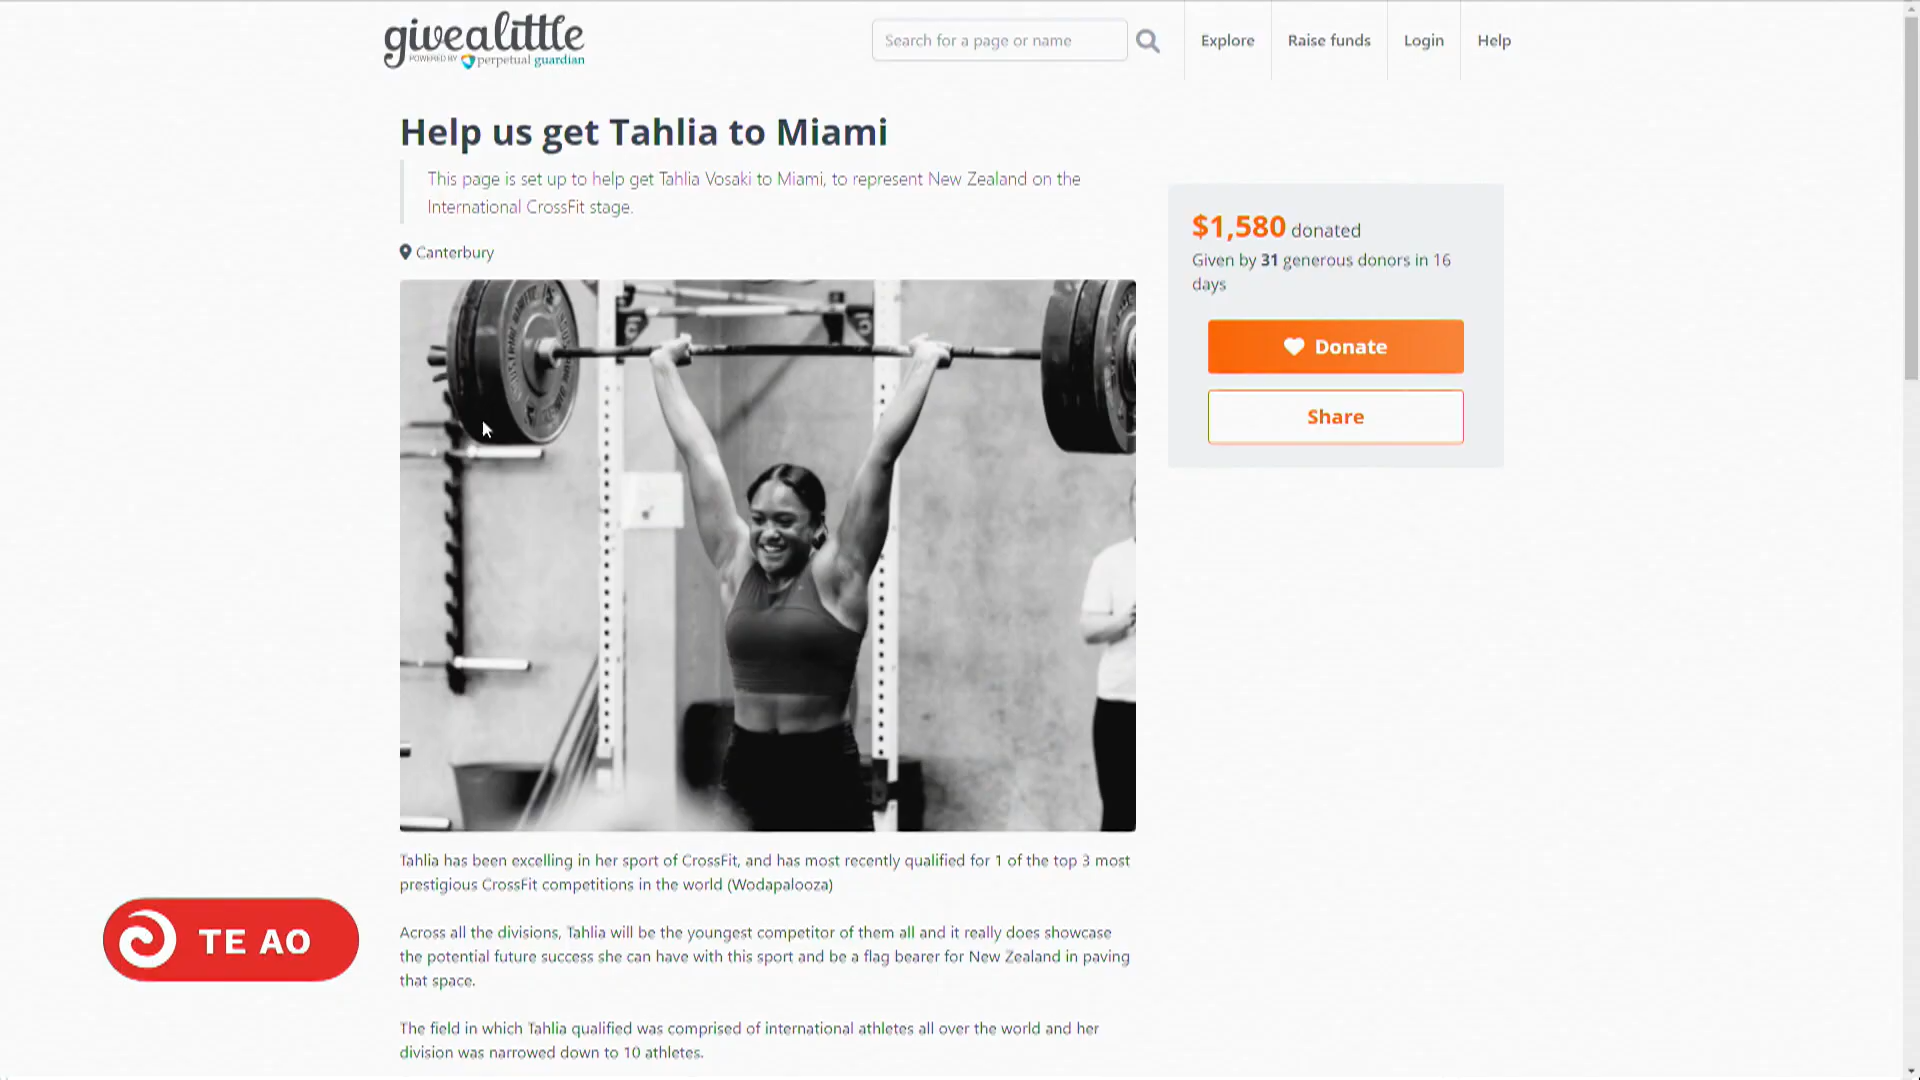 givealittle
POWERED BY perpetual guardian
Search for a page or name
Explore
Raise funds
Login
Help
Help us get Tahlia to Miami
This page is set up to help get Tahlia Vosaki to Miami, to represent New Zealand on the
International CrossFit stage.
Canterbury
$1,580 donated
Given by 31 generous donors in 16
days
Donate
Share
Tahlia has been excelling in her sport of CrossFit, and has most recently qualified for 1 of the top 3 most
prestigious CrossFit competitions in the world (Wodapalooza)
Across all the divisions, Tahlia will be the youngest competitor of them all and it really does showcase
the potential future success she can have with this sport and be a flag bearer for New Zealand in paving
that space.
The field in which Tahlia qualified was comprised of international athletes all over the world and her
division was narrowed down to 10 athletes.
TE AO